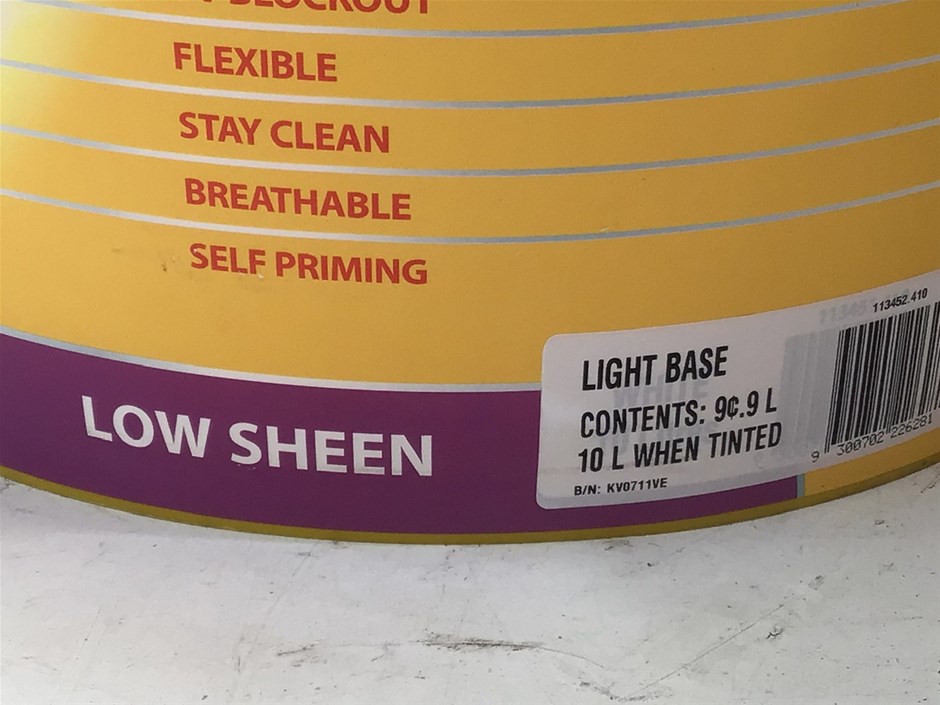 BLOCKOUT
FLEXIBLE
STAY CLEAN
BREATHABLE
SELF PRIMING
LOW SHEEN
113452.410
LIGHT BASE
CONTENTS: 9¢.9 L
10 L WHEN TINTED
B/N: KV0711VE
9 300702 226281